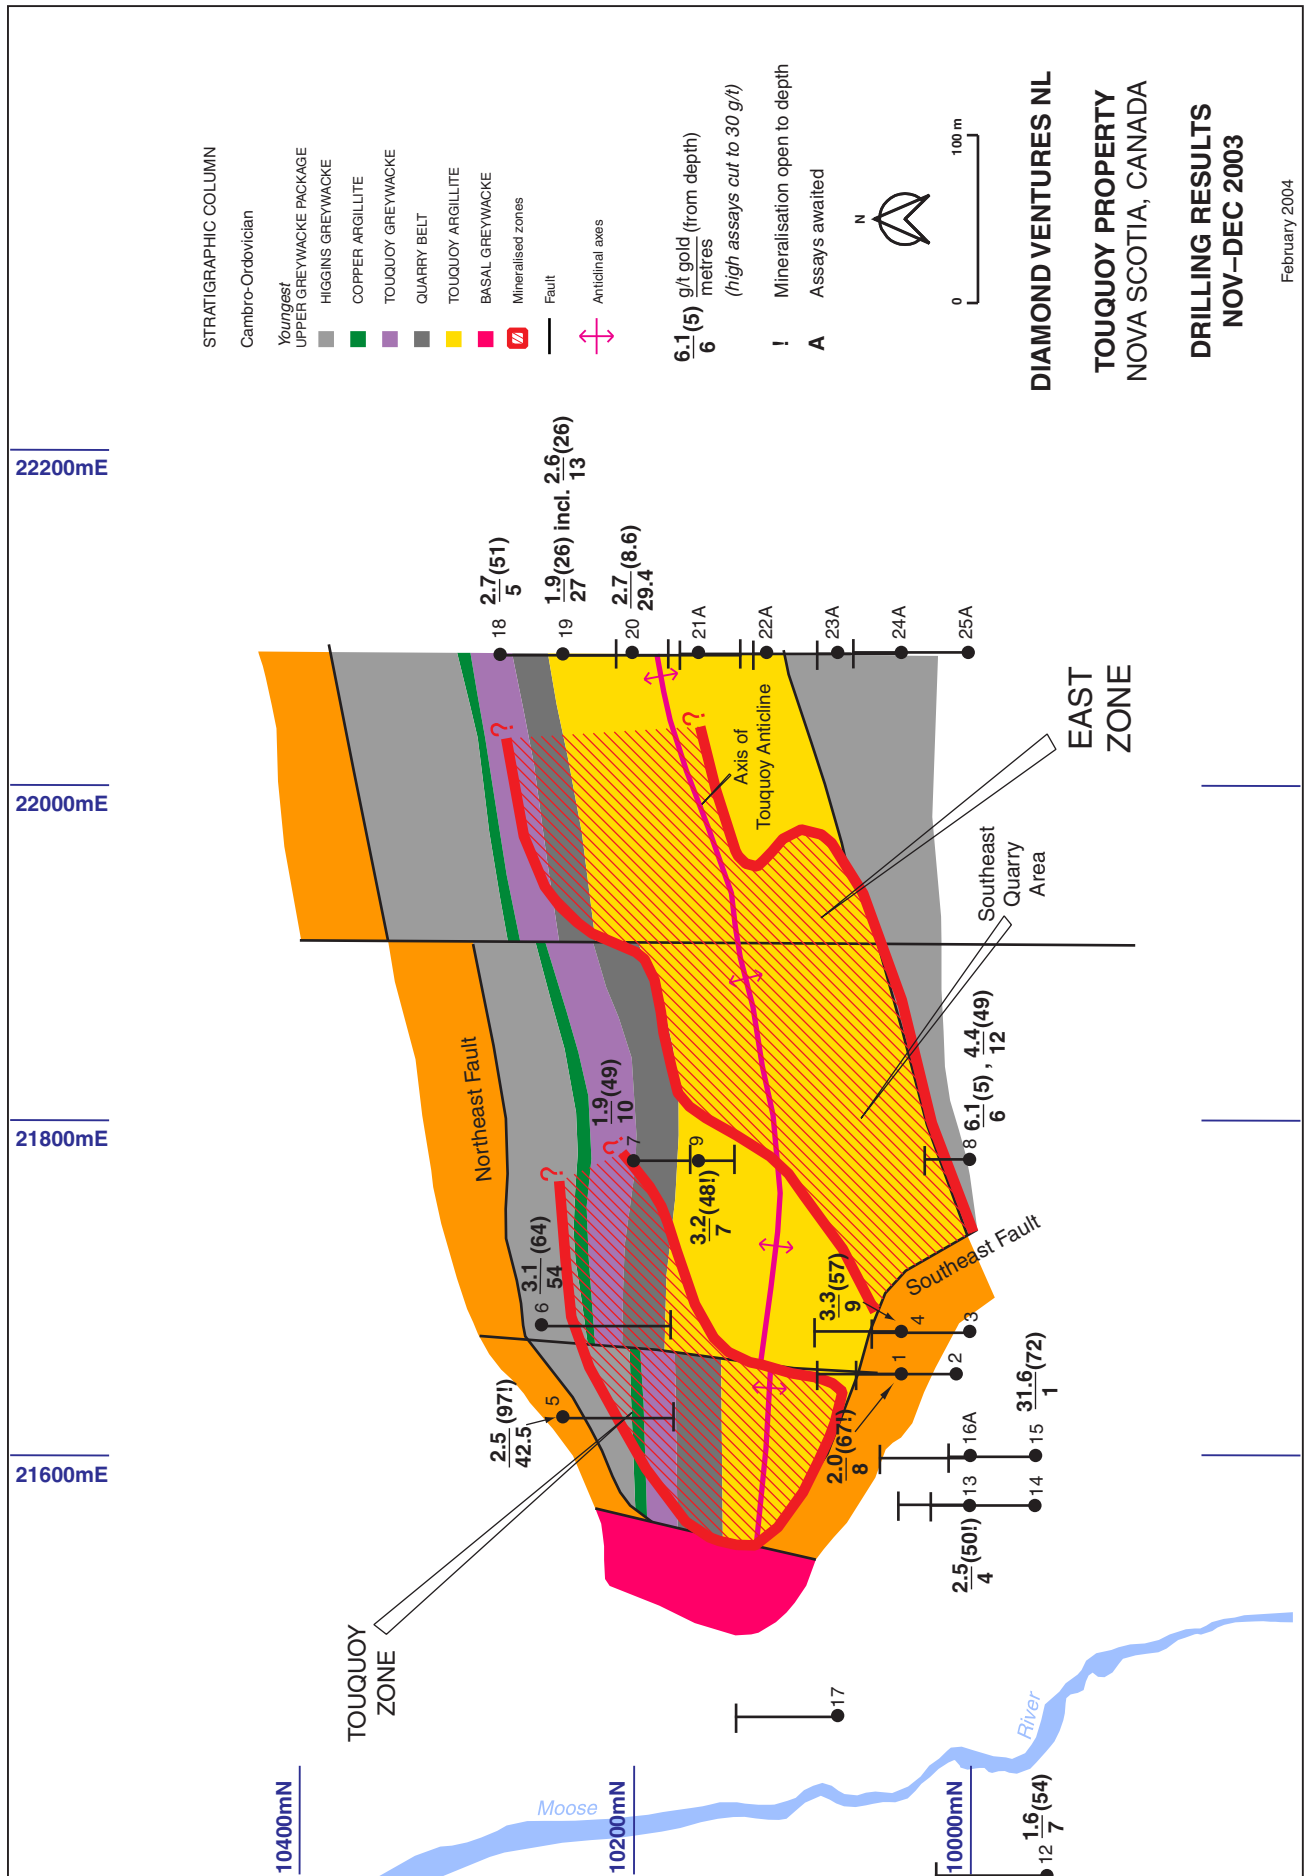 STRATIGRAPHIC COLUMN
Cambro-Ordovician
Youngest
UPPER GREYWACKE PACKAGE
HIGGINS GREYWACKE
COPPER ARGILLITE
TOUQUOY GREYWACKE
QUARRY BELT
TOUQUOY ARGILLITE
BASAL GREYWACKE
Mineralised zones
Fault
Anticlinal axes
6.1(5) g/t gold (from depth)
6 metres
(high assays cut to 30 g/t)
! Mineralisation open to depth
A Assays awaited
N
0 100 m
DIAMOND VENTURES NL
TOUQUOY PROPERTY
NOVA SCOTIA, CANADA
DRILLING RESULTS
NOV–DEC 2003
February 2004
22200mE
22000mE
21800mE
21600mE
10400mN
10200mN
10000mN
18
2.7(51)
5
19
1.9(26) incl. 2.6(26)
27 13
20
2.7(8.6)
29.4
21A
22A
23A
24A
25A
?
?
Axis of
Touquoy Anticline
EAST
ZONE
Southeast
Quarry
Area
Northeast Fault
1.9(49)
10
7
?
?
9
3.2(48!)
7
8
6.1(5) , 4.4(49)
6 12
3.1(64)
54
6
3.3(57)
9
Southeast Fault
4
3
1
2
2.5(97!)
42.5
5
2.0(67!)
8
16A
15
31.6(72)
1
13
14
2.5(50!)
4
TOUQUOY
ZONE
17
Moose
River
12
1.6(54)
7